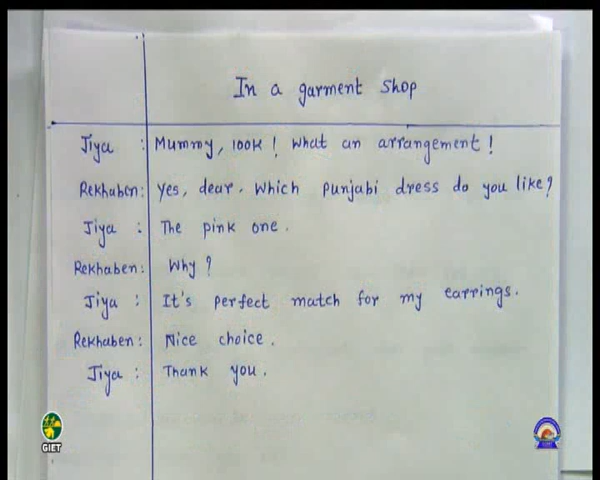 In a garment shop
Jiya : Mummy, look! What an arrangement!
Rekhaben: Yes, dear. Which Punjabi dress do you like?
Jiya : The pink one.
Rekhaben: Why?
Jiya : It's perfect match for my earrings.
Rekhaben: Nice choice.
Jiya : Thank you.
GIET